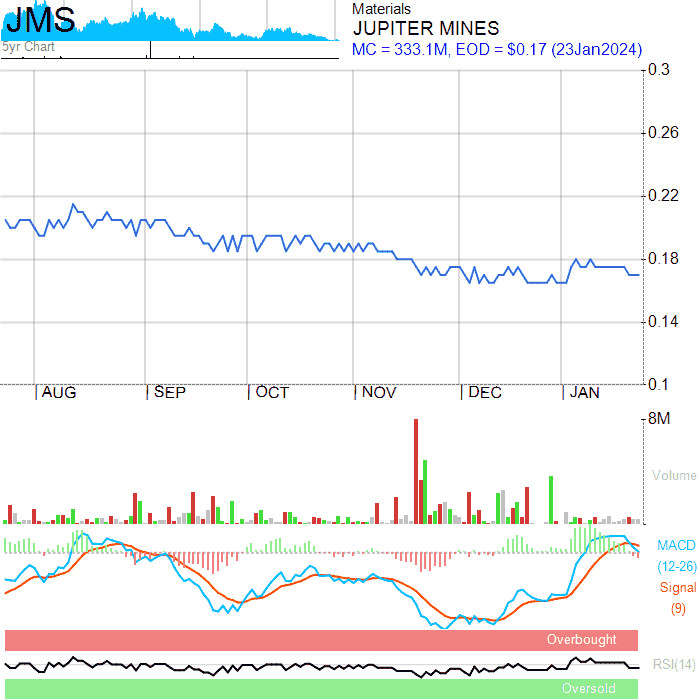 JMS
5yr Chart
Materials
JUPITER MINES
MC = 333.1M, EOD = $0.17 (23Jan2024)
0.3
0.26
0.22
0.18
0.14
0.1
AUG SEP OCT NOV DEC JAN
8M
Volume
MACD
(12-26)
Signal
(9)
Overbought
RSI(14)
Oversold